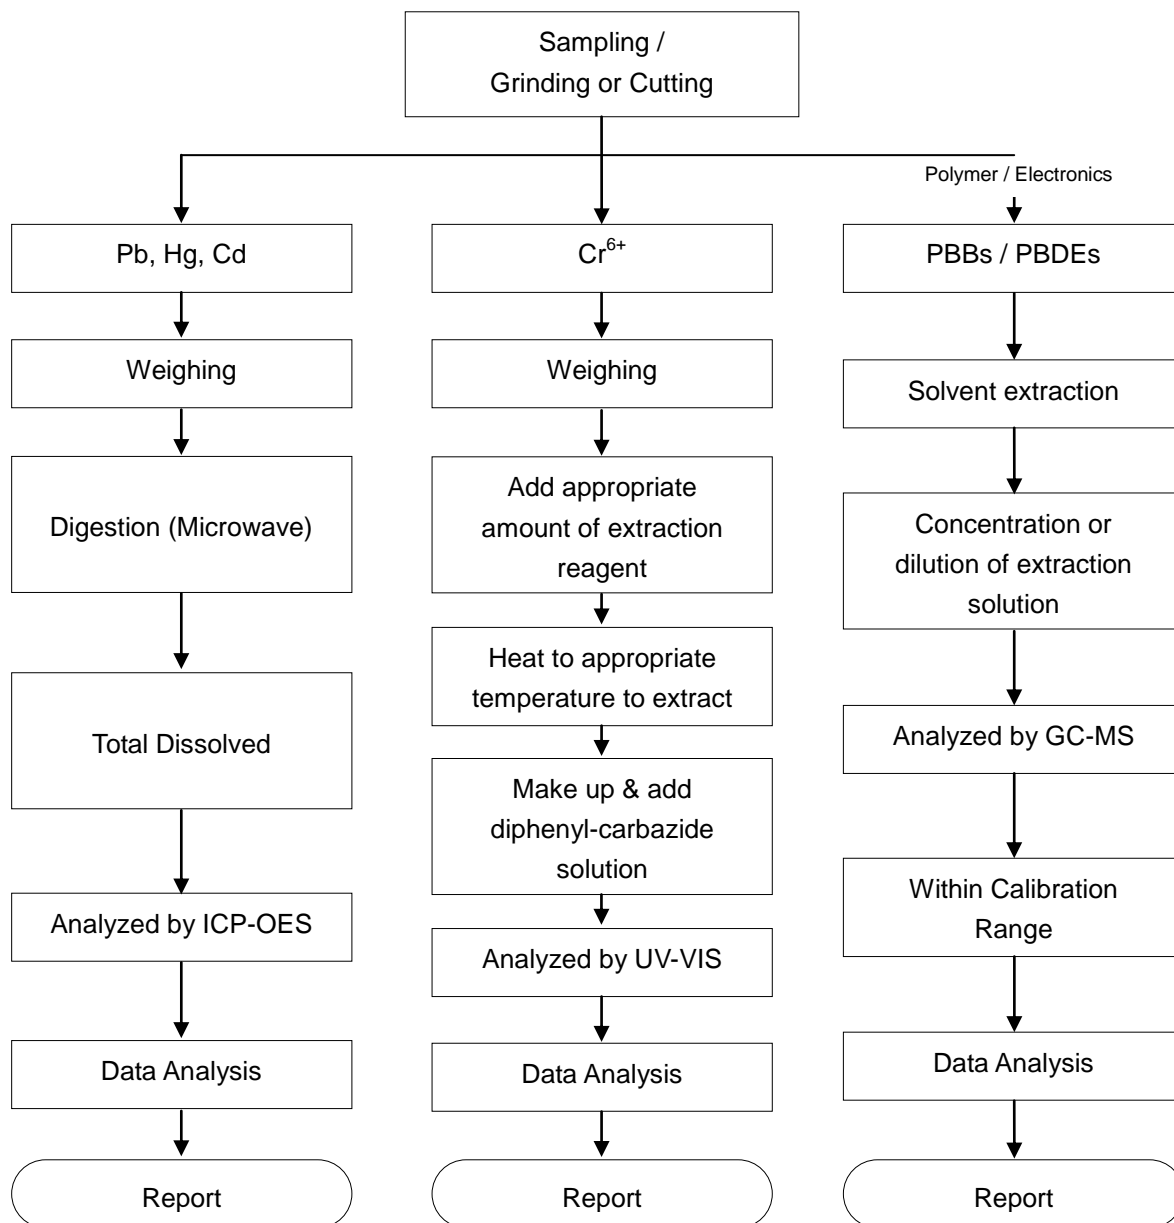 Sampling /
Grinding or Cutting
Polymer / Electronics
Pb, Hg, Cd
Weighing
Digestion (Microwave)
Total Dissolved
Analyzed by ICP-OES
Data Analysis
Report
Cr⁶⁺
Weighing
Add appropriate
amount of extraction
reagent
Heat to appropriate
temperature to extract
Make up & add
diphenyl-carbazide
solution
Analyzed by UV-VIS
Data Analysis
Report
PBBs / PBDEs
Solvent extraction
Concentration or
dilution of extraction
solution
Analyzed by GC-MS
Within Calibration
Range
Data Analysis
Report